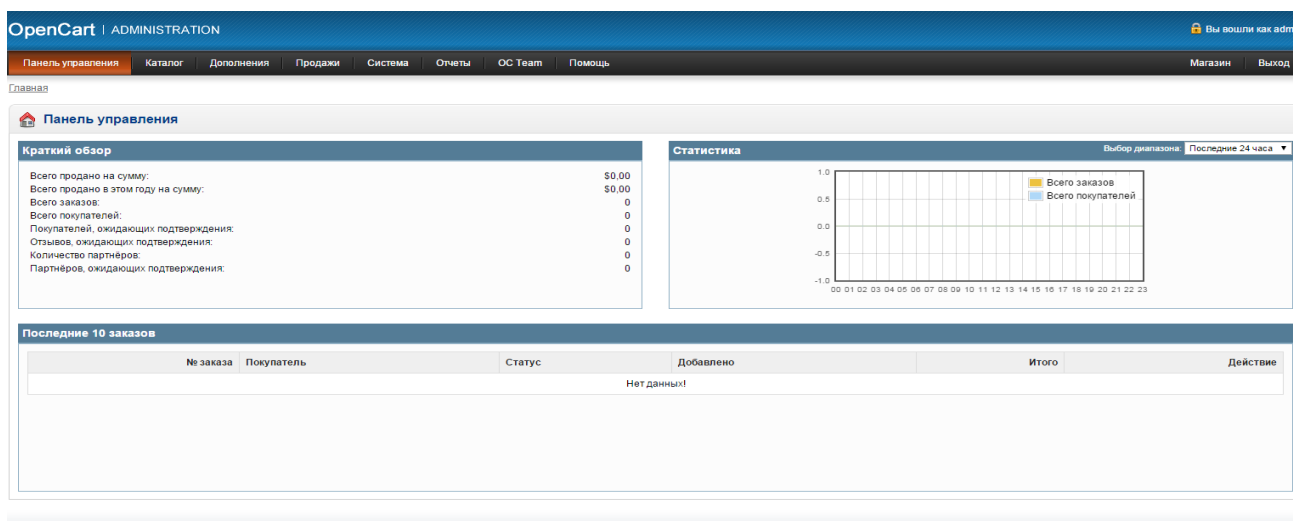 OpenCart | ADMINISTRATION
Вы вошли как adm
Панель управления Каталог Дополнения Продажи Система Отчеты OC Team Помощь Магазин Выход
Главная
Панель управления
Краткий обзор
Всего продано на сумму: $0,00
Всего продано в этом году на сумму: $0,00
Всего заказов: 0
Всего покупателей: 0
Покупателей, ожидающих подтверждения: 0
Отзывов, ожидающих подтверждения: 0
Количество партнёров: 0
Партнёров, ожидающих подтверждения: 0
Статистика Выбор диапазона: Последние 24 часа
1.0
0.5
0.0
-0.5
-1.0
Всего заказов
Всего покупателей
00 01 02 03 04 05 06 07 08 09 10 11 12 13 14 15 16 17 18 19 20 21 22 23
Последние 10 заказов
№ заказа Покупатель Статус Добавлено Итого Действие
Нет данных!